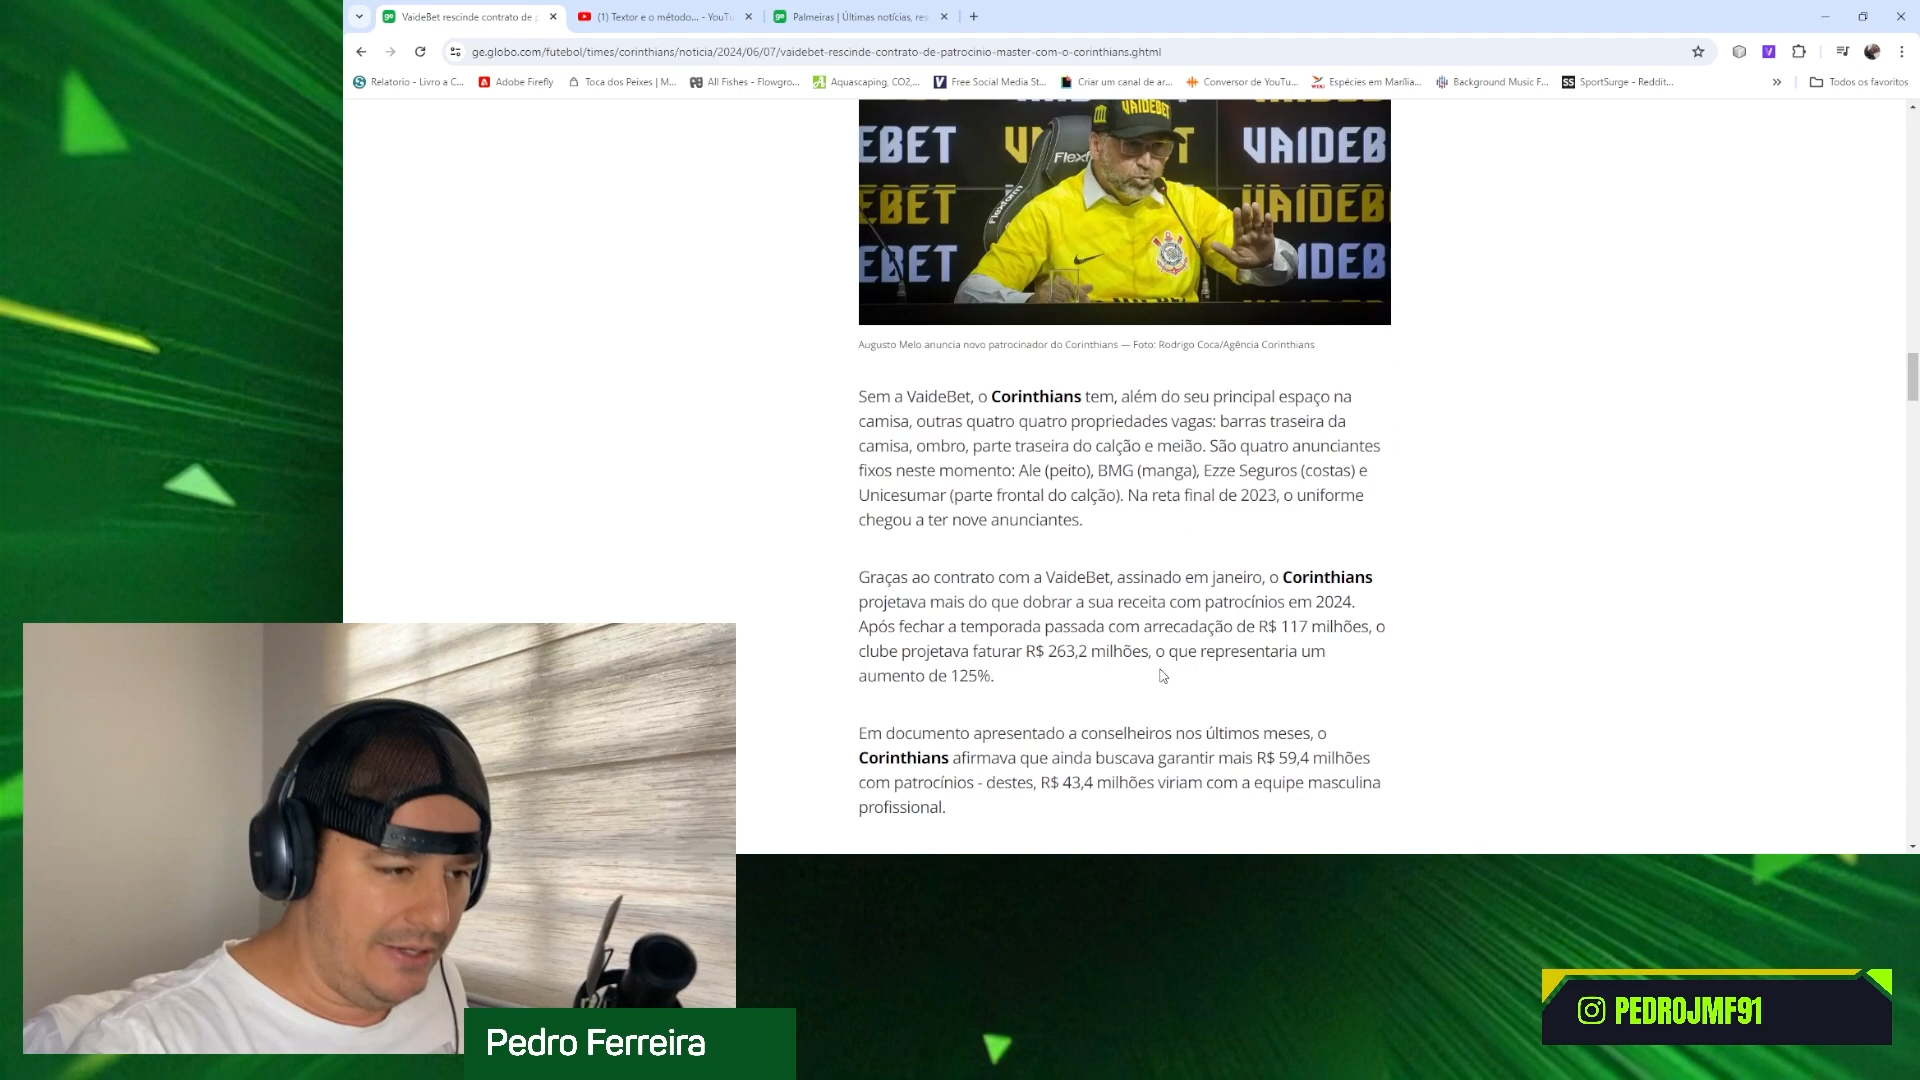 VaideBet rescinde contrato de p
(1) Textor e o método... - YouTu
Palmeiras | Últimas notícias, res
ge.globo.com/futebol/times/corinthians/noticia/2024/06/07/vaidebet-rescinde-contrato-de-patrocinio-master-com-o-corinthians.ghtml
Relatorio - Livro a C...
Adobe Firefly
Toca dos Peixes | M...
All Fishes - Flowgro...
Aquascaping, CO2,...
Free Social Media St...
Criar um canal de ar...
Conversor de YouTu...
Espécies em Marília...
Background Music F...
SportSurge - Reddit...
Todos os favoritos
VAIDEBET
EBET
VAIDEB
EBET
VAIDEB
EBET
IDEB
Flexform
Augusto Melo anuncia novo patrocinador do Corinthians — Foto: Rodrigo Coca/Agência Corinthians
Sem a VaideBet, o Corinthians tem, além do seu principal espaço na
camisa, outras quatro quatro propriedades vagas: barras traseira da
camisa, ombro, parte traseira do calção e meião. São quatro anunciantes
fixos neste momento: Ale (peito), BMG (manga), Ezze Seguros (costas) e
Unicesumar (parte frontal do calção). Na reta final de 2023, o uniforme
chegou a ter nove anunciantes.
Graças ao contrato com a VaideBet, assinado em janeiro, o Corinthians
projetava mais do que dobrar a sua receita com patrocínios em 2024.
Após fechar a temporada passada com arrecadação de R$ 117 milhões, o
clube projetava faturar R$ 263,2 milhões, o que representaria um
aumento de 125%.
Em documento apresentado a conselheiros nos últimos meses, o
Corinthians afirmava que ainda buscava garantir mais R$ 59,4 milhões
com patrocínios - destes, R$ 43,4 milhões viriam com a equipe masculina
profissional.
Pedro Ferreira
PEDROJMF91